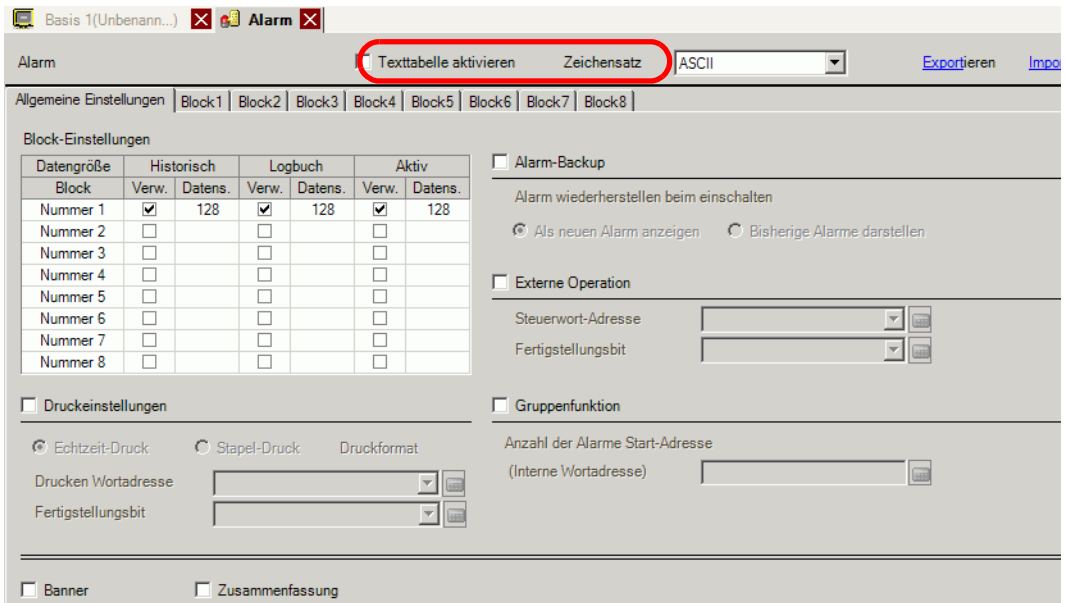 Basis 1(Unbenann...) Alarm
Alarm Texttabelle aktivieren Zeichensatz ASCII Exportieren Impo
Allgemeine Einstellungen Block1 Block2 Block3 Block4 Block5 Block6 Block7 Block8
Block-Einstellungen
Datengröße Historisch Logbuch Aktiv
Block Verw. Datens. Verw. Datens. Verw. Datens.
Nummer 1 128 128 128
Nummer 2
Nummer 3
Nummer 4
Nummer 5
Nummer 6
Nummer 7
Nummer 8
Alarm-Backup
Alarm wiederherstellen beim einschalten
Als neuen Alarm anzeigen Bisherige Alarme darstellen
Externe Operation
Steuerwort-Adresse
Fertigstellungsbit
Druckeinstellungen
Echtzeit-Druck Stapel-Druck Druckformat
Drucken Wortadresse
Fertigstellungsbit
Gruppenfunktion
Anzahl der Alarme Start-Adresse
(Interne Wortadresse)
Banner Zusammenfassung